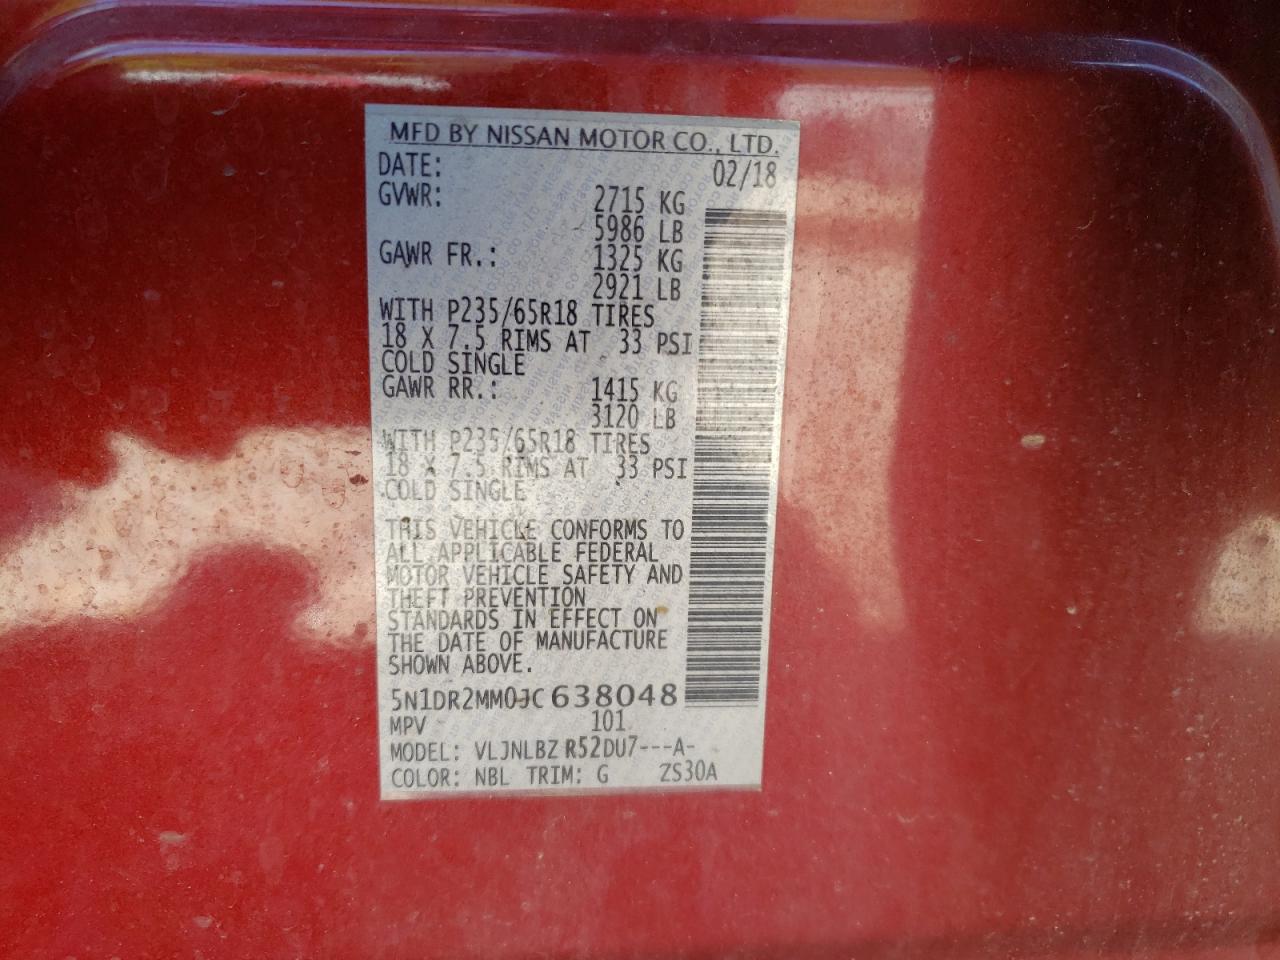 MFD BY NISSAN MOTOR CO., LTD.
DATE: 02/18
GVWR: 2715 KG
5986 LB
GAWR FR.: 1325 KG
2921 LB
WITH P235/65R18 TIRES
18 X 7.5 RIMS AT 33 PSI
COLD SINGLE
GAWR RR.: 1415 KG
3120 LB
WITH P235/65R18 TIRES
18 X 7.5 RIMS AT 33 PSI
COLD SINGLE
THIS VEHICLE CONFORMS TO
ALL APPLICABLE FEDERAL
MOTOR VEHICLE SAFETY AND
THEFT PREVENTION
STANDARDS IN EFFECT ON
THE DATE OF MANUFACTURE
SHOWN ABOVE.
5N1DR2MM0JC638048
MPV 101
MODEL: VLJNLBZ R52DU7---A-
COLOR: NBL TRIM: G ZS30A